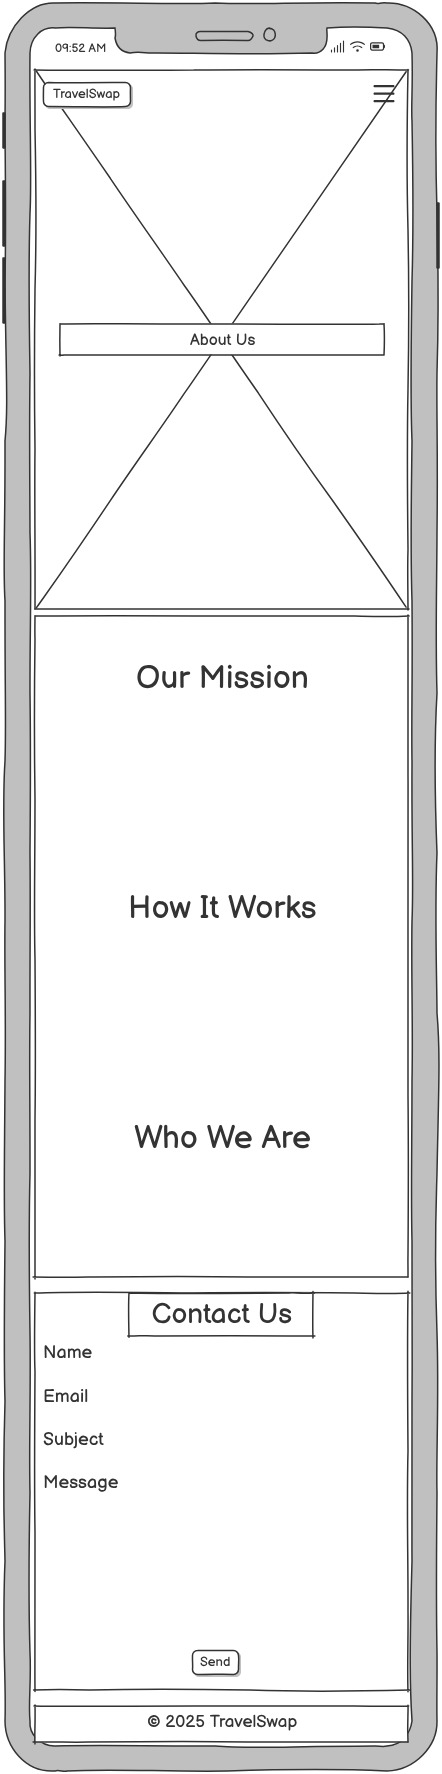 09:52 AM
TravelSwap
About Us
Our Mission
How It Works
Who We Are
Contact Us
Name
Email
Subject
Message
Send
© 2025 TravelSwap